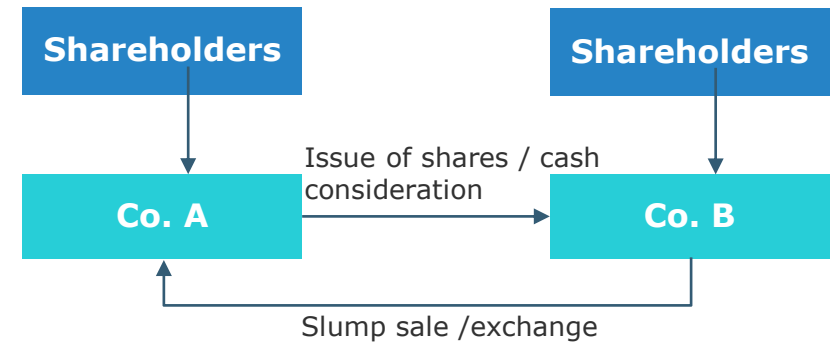 Shareholders
Shareholders
Issue of shares / cash
consideration
Co. A
Co. B
Slump sale /exchange